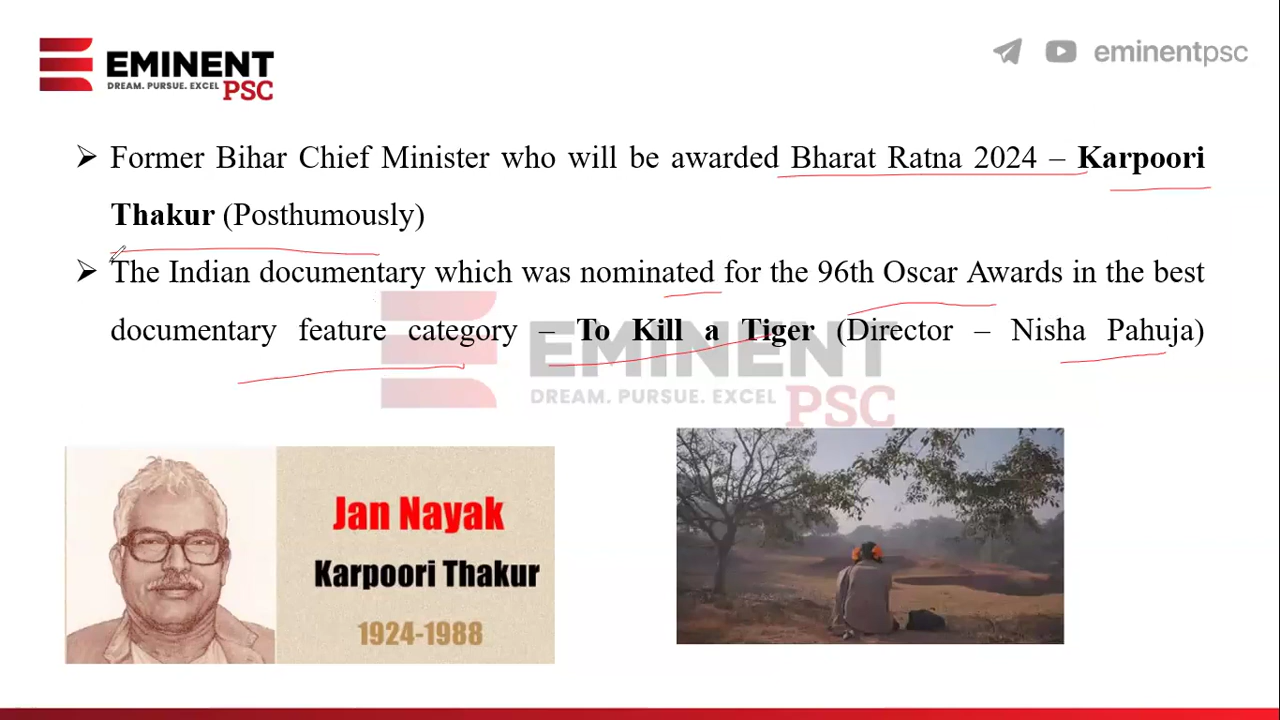 EMINENT
DREAM. PURSUE. EXCEL
PSC
eminentpsc
➢ Former Bihar Chief Minister who will be awarded Bharat Ratna 2024 – Karpoori
Thakur (Posthumously)
➢ The Indian documentary which was nominated for the 96th Oscar Awards in the best
documentary feature category – To Kill a Tiger (Director – Nisha Pahuja)
EMINENT
DREAM. PURSUE. EXCEL
PSC
Jan Nayak
Karpoori Thakur
1924-1988